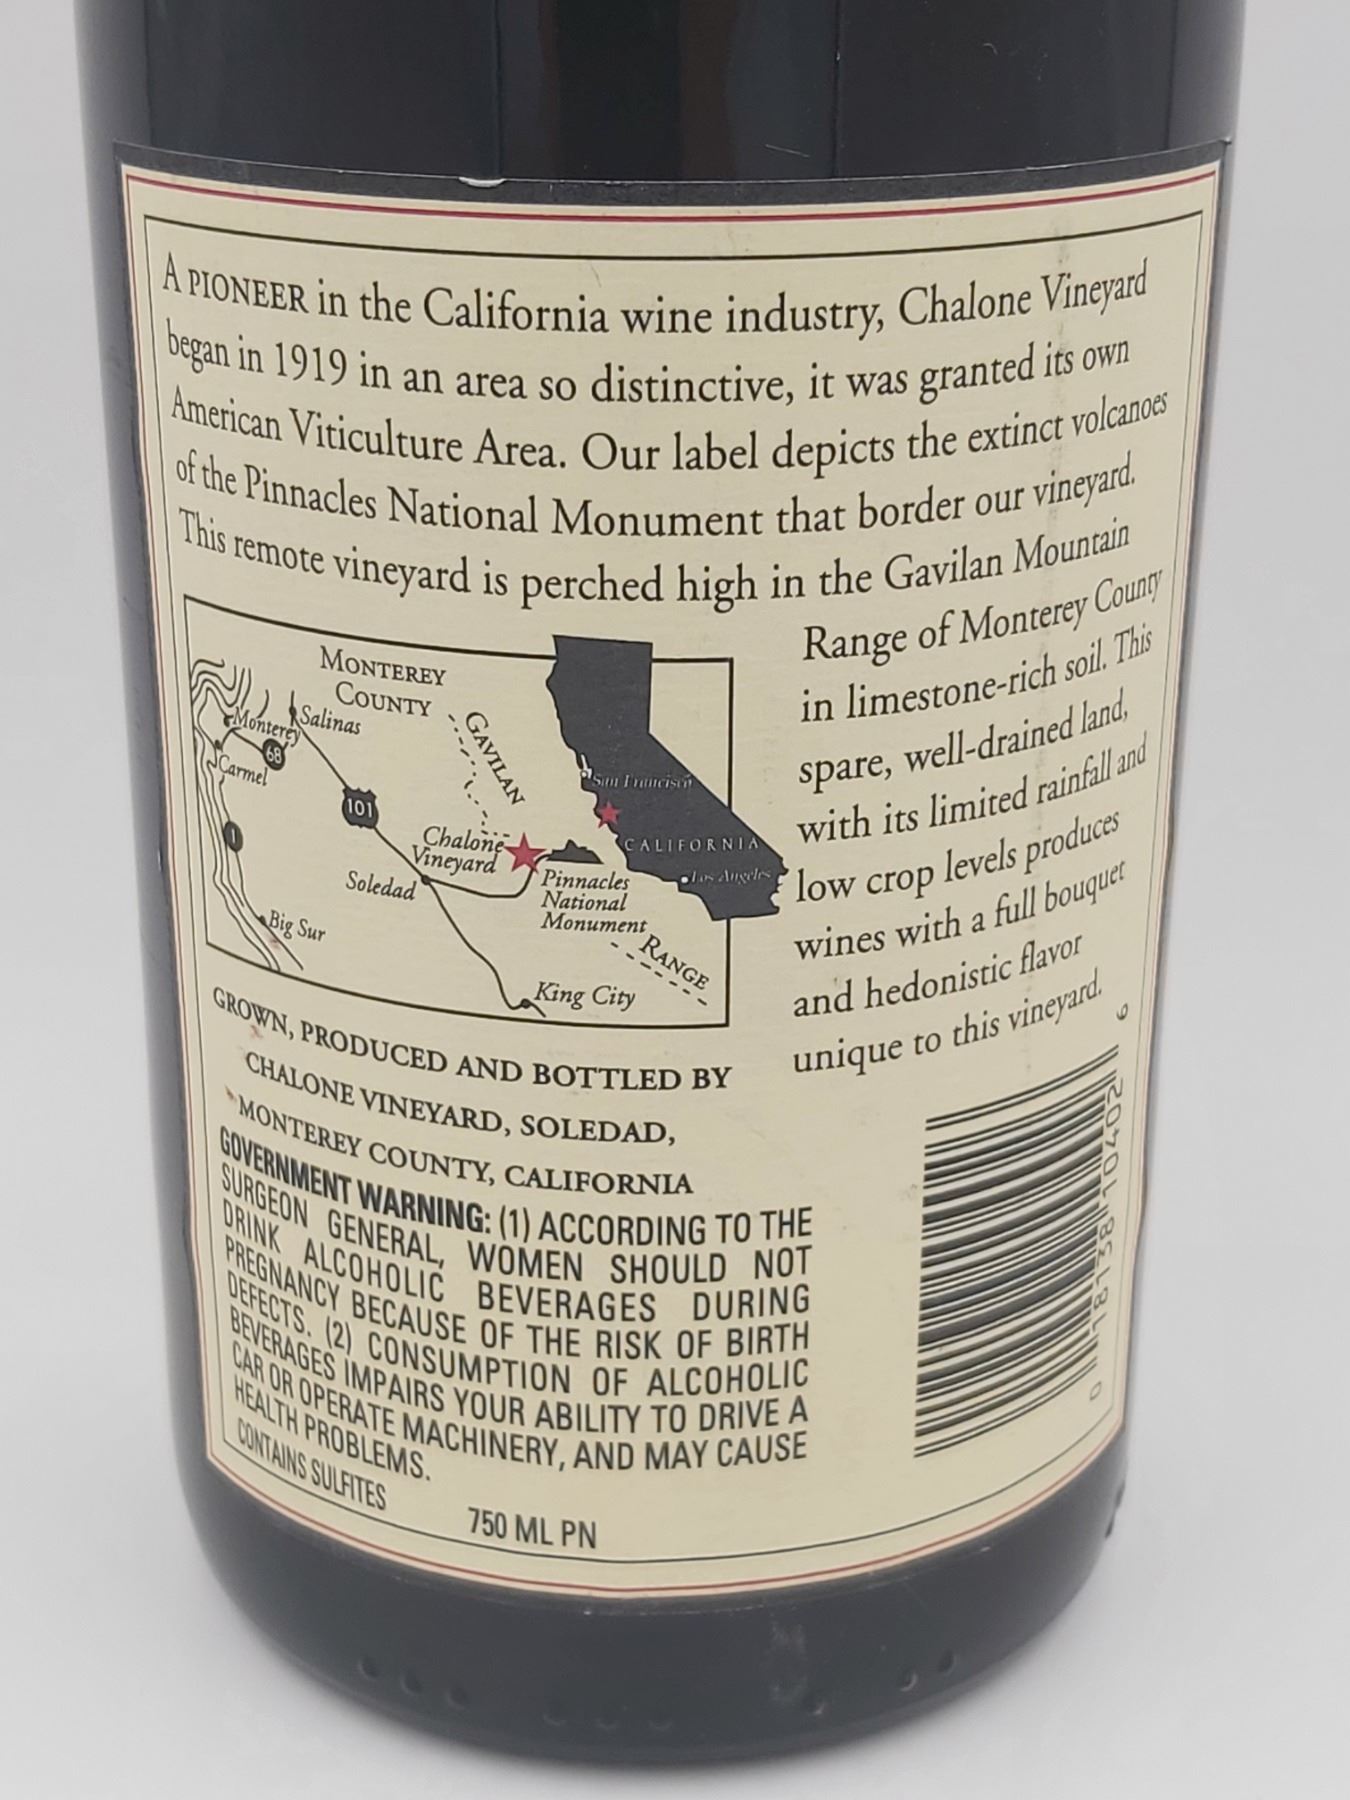 A PIONEER in the California wine industry, Chalone Vineyard
began in 1919 in an area so distinctive, it was granted its own
American Viticulture Area. Our label depicts the extinct volcanoes
of the Pinnacles National Monument that border our vineyard.
This remote vineyard is perched high in the Gavilan Mountain
Range of Monterey County
in limestone-rich soil. This
spare, well-drained land,
with its limited rainfall and
low crop levels produces
wines with a full bouquet
and hedonistic flavor
unique to this vineyard.
MONTEREY
COUNTY
GAVILAN
Monterey
Salinas
68
Carmel
101
1
San Francisco
CALIFORNIA
Los Angeles
Chalone
Vineyard
Soledad
Pinnacles
National
Monument
Big Sur
RANGE
King City
GROWN, PRODUCED AND BOTTLED BY
CHALONE VINEYARD, SOLEDAD,
MONTEREY COUNTY, CALIFORNIA
GOVERNMENT WARNING: (1) ACCORDING TO THE
SURGEON GENERAL, WOMEN SHOULD NOT
DRINK ALCOHOLIC BEVERAGES DURING
PREGNANCY BECAUSE OF THE RISK OF BIRTH
DEFECTS. (2) CONSUMPTION OF ALCOHOLIC
BEVERAGES IMPAIRS YOUR ABILITY TO DRIVE A
CAR OR OPERATE MACHINERY, AND MAY CAUSE
HEALTH PROBLEMS.
CONTAINS SULFITES
750 ML PN
0 18138 10402 6